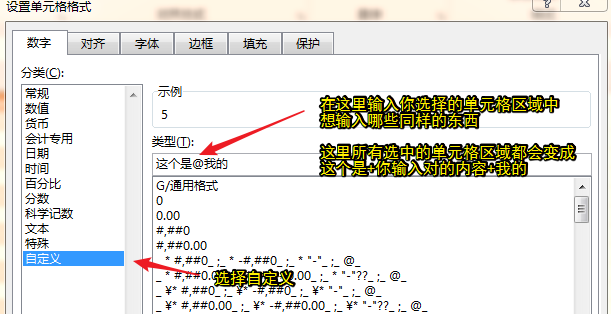 设置单元格格式
数字 对齐 字体 边框 填充 保护
分类(C):
常规
数值
货币
会计专用
日期
时间
百分比
分数
科学记数
文本
特殊
自定义
示例
5
在这里输入你选择的单元格区域中
想输入哪些同样的东西
类型(T):
这个是@我的
这里所有选中的单元格区域都会变成
这个是+你输入对的内容+我的
G/通用格式
0
0.00
#,##0
#,##0.00
_ * #,##0_ ;_ * -#,##0_ ;_ * "-"_ ;_ @_
_ * #,##0.00_ ;_ * "-"??_ ;_ @_
_ ¥* #,##0_ ;_ ¥* -#,##0_ ;_ ¥* "-"_ ;_ @_
_ ¥* #,##0.00_ ;_ ¥* -#,##0.00_ ;_ ¥* "-"??_ ;_ @_
选择自定义